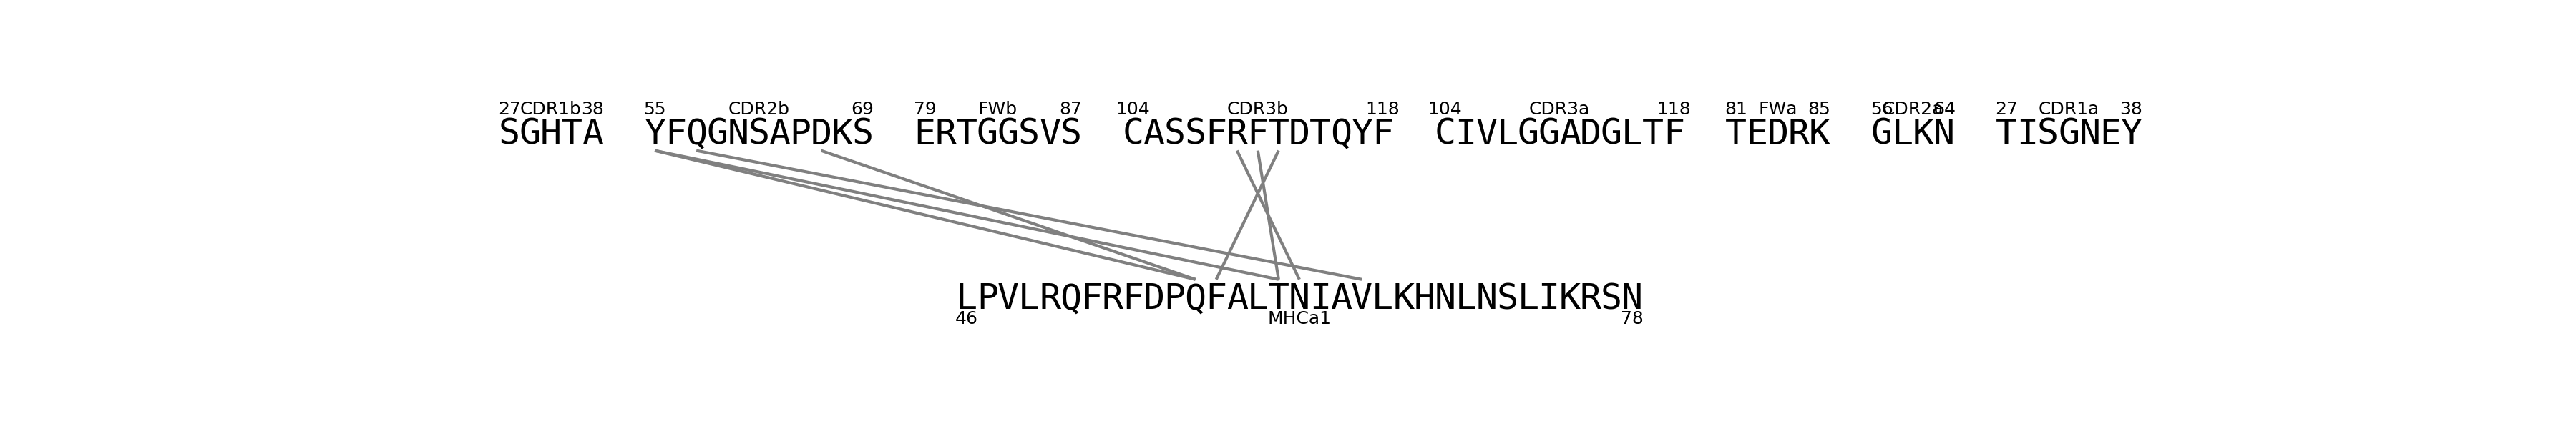 27 CDR1b 38 55 CDR2b 69 79 FWb 87 104 CDR3b 118 104 CDR3a 118 81 FWa 85 56 CDR2a 64 27 CDR1a 38
SGHTA YFQGNSAPDKS ERTGGSVS CASSFRFTDTQYF CIVLGGADGLTF TEDRK GLKN TISGNEY
LPVLRQFRFDPQFALTNIAVLKHNLNSLIKRSN
46 MHCa1 78